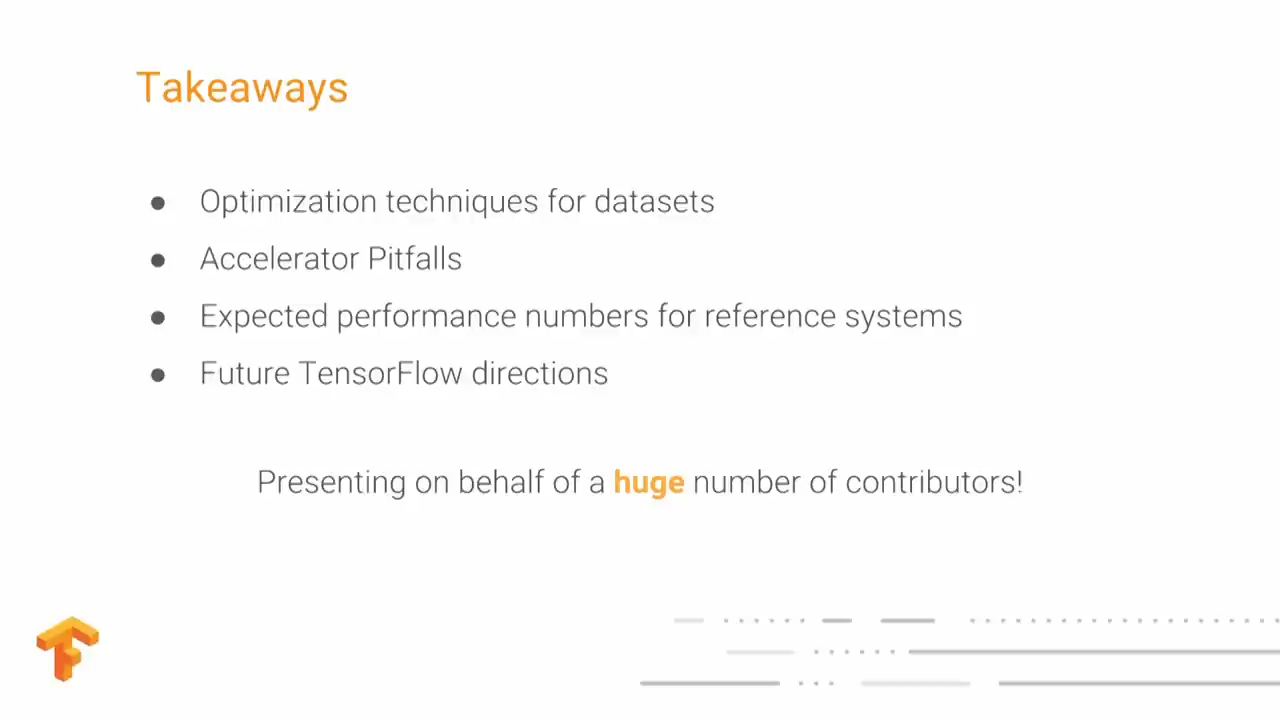 Takeaways
● Optimization techniques for datasets
● Accelerator Pitfalls
● Expected performance numbers for reference systems
● Future TensorFlow directions
Presenting on behalf of a huge number of contributors!